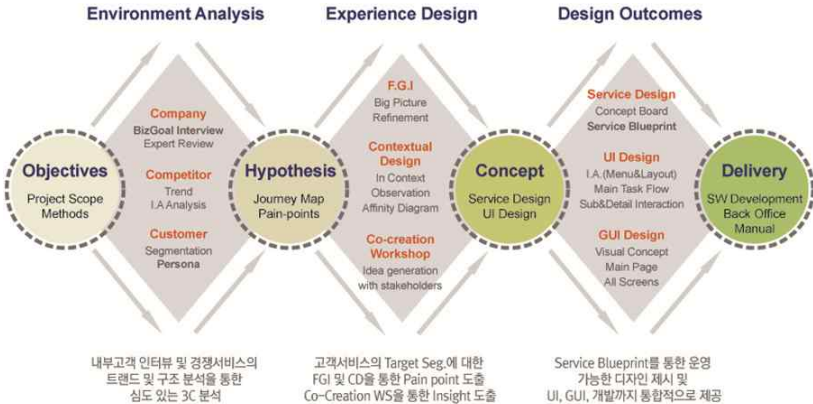 Environment Analysis
Experience Design
Design Outcomes
Objectives
Project Scope
Methods
Company
BizGoal Interview
Expert Review
Competitor
Trend
I.A Analysis
Customer
Segmentation
Persona
Hypothesis
Journey Map
Pain-points
F.G.I
Big Picture
Refinement
Contextual
Design
In Context
Observation
Affinity Diagram
Co-creation
Workshop
Idea generation
with stakeholders
Concept
Service Design
UI Design
Service Design
Concept Board
Service Blueprint
UI Design
I.A.(Menu&Layout)
Main Task Flow
Sub&Detail Interaction
GUI Design
Visual Concept
Main Page
All Screens
Delivery
SW Development
Back Office
Manual
내부고객 인터뷰 및 경쟁서비스의
트랜드 및 구조 분석을 통한
심도 있는 3C 분석
고객서비스의 Target Seg.에 대한
FGI 및 CD을 통한 Pain point 도출
Co-Creation WS을 통한 Insight 도출
Service Blueprint를 통한 운영
가능한 디자인 제시 및
UI, GUI, 개발까지 통합적으로 제공